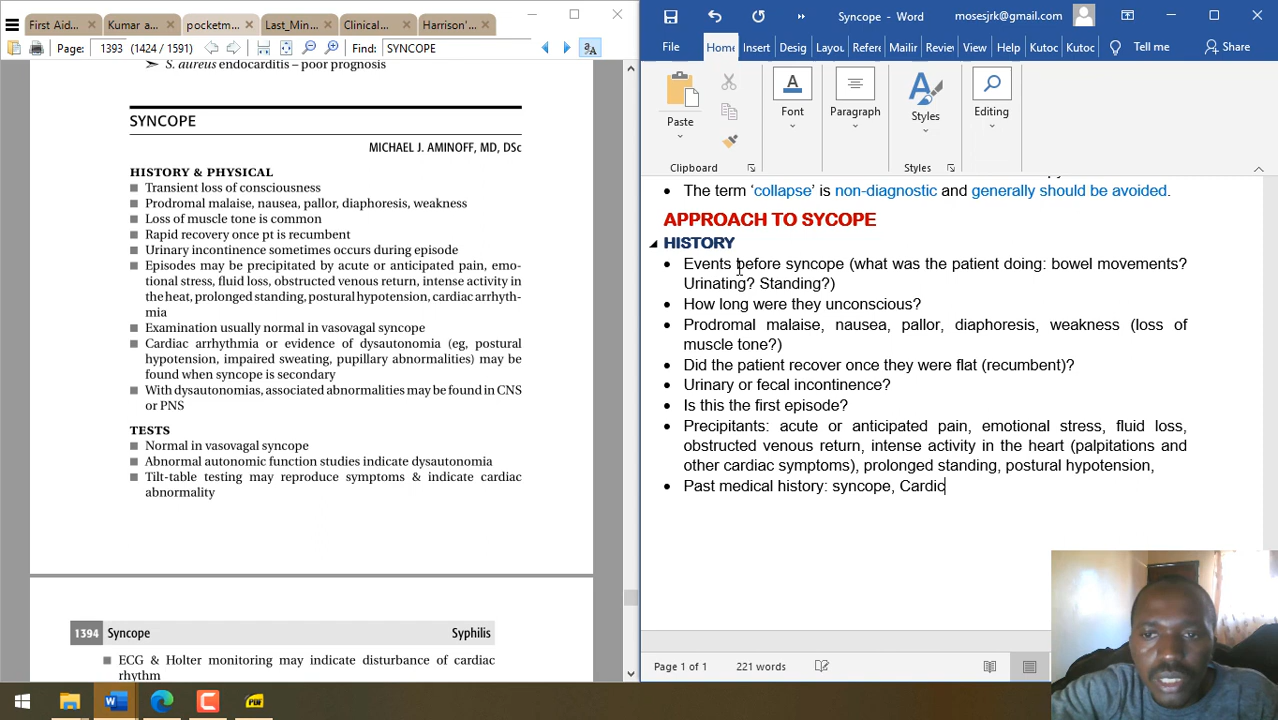 First Aid... Kumar a... pocketm... Last_Min... Clinical... Harrison'...
Page: 1393 (1424 / 1591) Find: SYNCOPE
➢ S. aureus endocarditis – poor prognosis
SYNCOPE
MICHAEL J. AMINOFF, MD, DSc
HISTORY & PHYSICAL
■ Transient loss of consciousness
■ Prodromal malaise, nausea, pallor, diaphoresis, weakness
■ Loss of muscle tone is common
■ Rapid recovery once pt is recumbent
■ Urinary incontinence sometimes occurs during episode
■ Episodes may be precipitated by acute or anticipated pain, emo-
tional stress, fluid loss, obstructed venous return, intense activity in
the heat, prolonged standing, postural hypotension, cardiac arrhyth-
mia
■ Examination usually normal in vasovagal syncope
■ Cardiac arrhythmia or evidence of dysautonomia (eg, postural
hypotension, impaired sweating, pupillary abnormalities) may be
found when syncope is secondary
■ With dysautonomias, associated abnormalities may be found in CNS
or PNS
TESTS
■ Normal in vasovagal syncope
■ Abnormal autonomic function studies indicate dysautonomia
■ Tilt-table testing may reproduce symptoms & indicate cardiac
abnormality
1394 Syncope Syphilis
■ ECG & Holter monitoring may indicate disturbance of cardiac
rhythm
Syncope - Word mosesjrk@gmail.com
File Home Insert Desig Layou Refere Mailir Review View Help Kutoc Kutoc Tell me Share
Paste Font Paragraph Styles Editing
Clipboard Styles
• The term ‘collapse’ is non-diagnostic and generally should be avoided.
APPROACH TO SYCOPE
HISTORY
• Events before syncope (what was the patient doing: bowel movements?
Urinating? Standing?)
• How long were they unconscious?
• Prodromal malaise, nausea, pallor, diaphoresis, weakness (loss of
muscle tone?)
• Did the patient recover once they were flat (recumbent)?
• Urinary or fecal incontinence?
• Is this the first episode?
• Precipitants: acute or anticipated pain, emotional stress, fluid loss,
obstructed venous return, intense activity in the heart (palpitations and
other cardiac symptoms), prolonged standing, postural hypotension,
• Past medical history: syncope, Cardic
Page 1 of 1 221 words